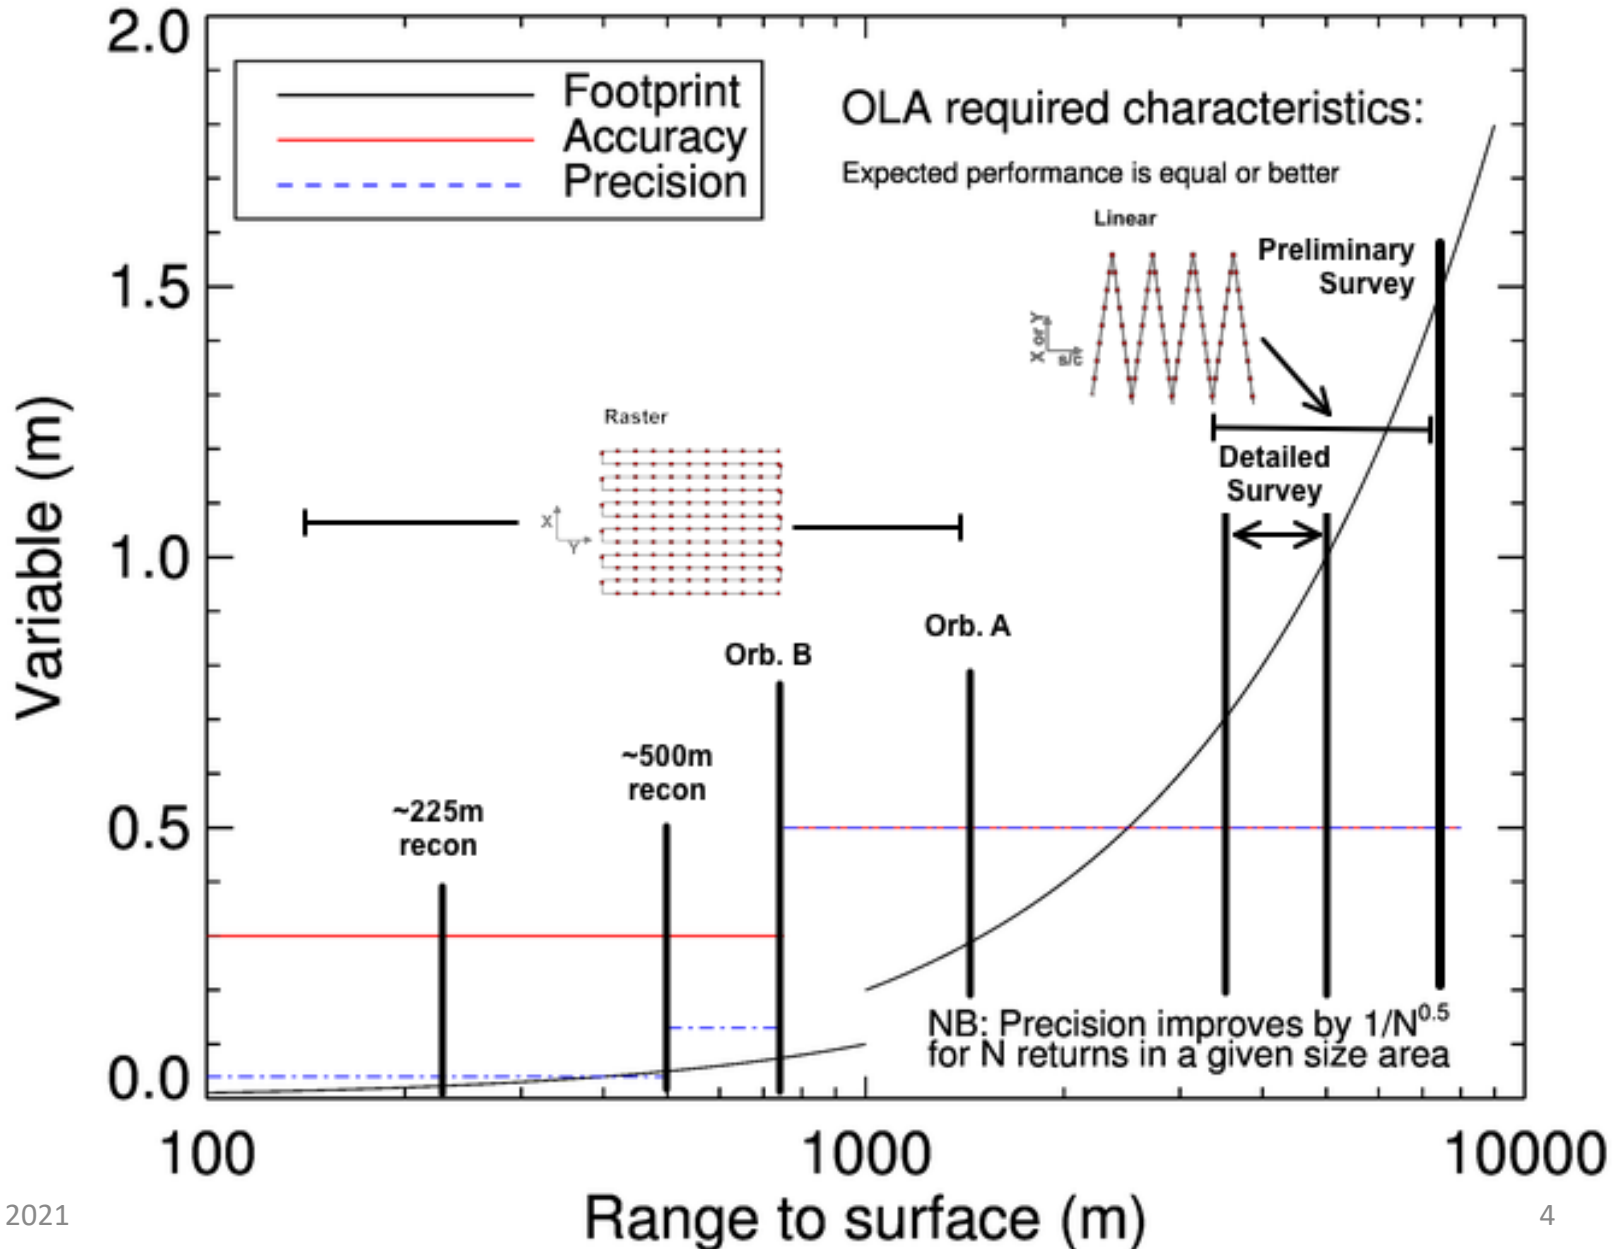 2.0
1.5
1.0
0.5
0.0
Variable (m)
Footprint
Accuracy
Precision
OLA required characteristics:
Expected performance is equal or better
Linear
X or Y
s/c
Preliminary
Survey
Detailed
Survey
Raster
X
Y
Orb. A
Orb. B
~500m
recon
~225m
recon
NB: Precision improves by 1/N^0.5
for N returns in a given size area
100
1000
10000
Range to surface (m)
2021
4